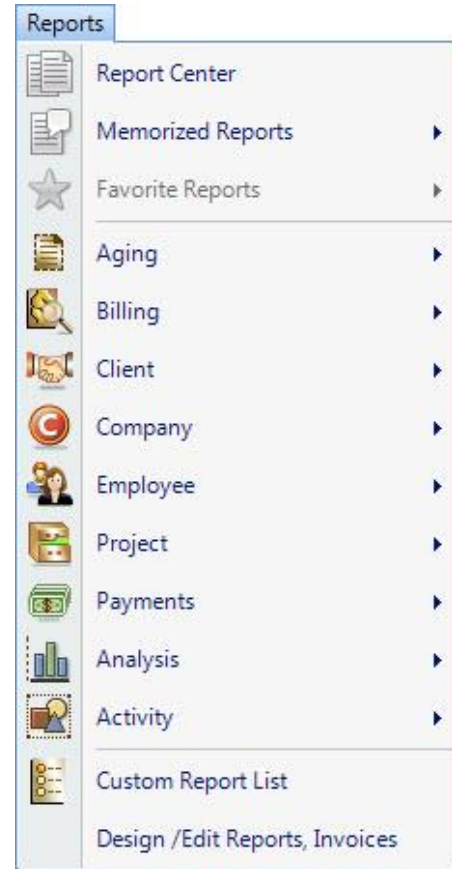 Reports
Report Center
Memorized Reports
Favorite Reports
Aging
Billing
Client
Company
Employee
Project
Payments
Analysis
Activity
Custom Report List
Design /Edit Reports, Invoices